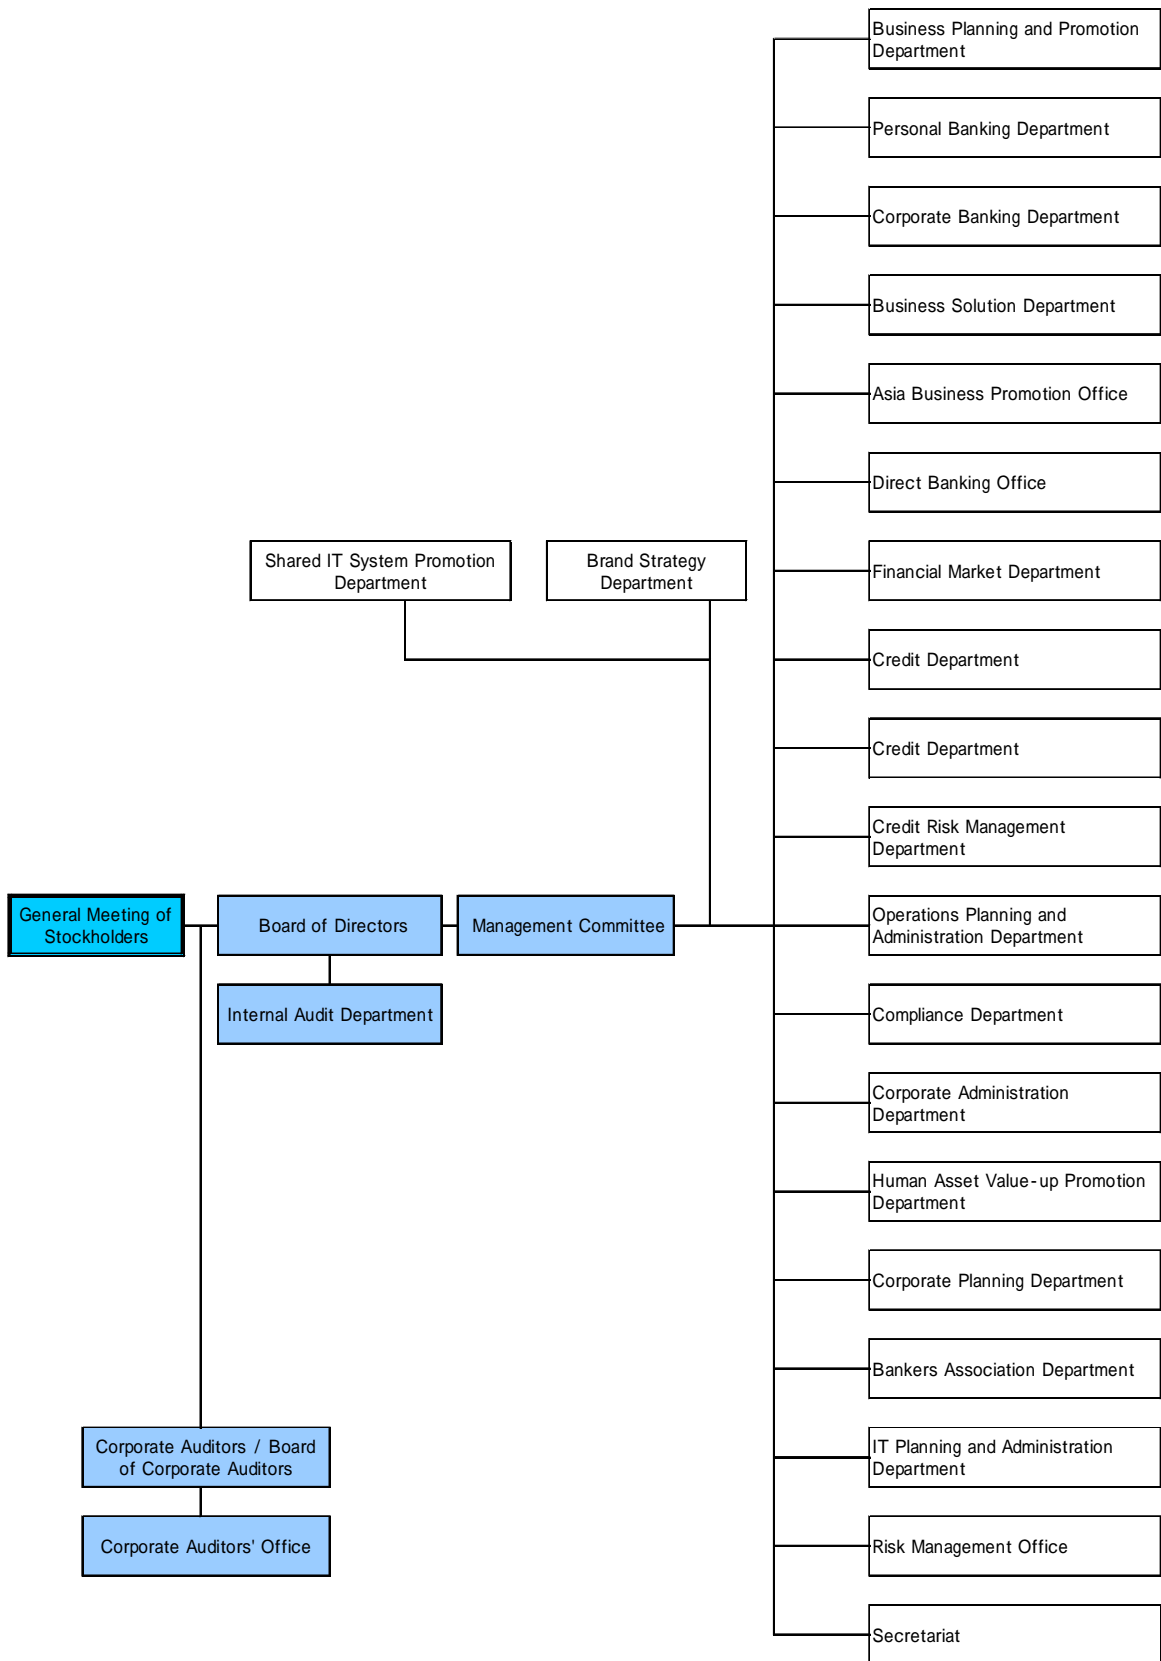 Business Planning and Promotion
Department
Personal Banking Department
Corporate Banking Department
Business Solution Department
Asia Business Promotion Office
Direct Banking Office
Shared IT System Promotion
Department
Brand Strategy
Department
Financial Market Department
Credit Department
Credit Department
Credit Risk Management
Department
General Meeting of
Stockholders
Board of Directors
Management Committee
Operations Planning and
Administration Department
Internal Audit Department
Compliance Department
Corporate Administration
Department
Human Asset Value-up Promotion
Department
Corporate Planning Department
Bankers Association Department
Corporate Auditors / Board
of Corporate Auditors
IT Planning and Administration
Department
Corporate Auditors' Office
Risk Management Office
Secretariat